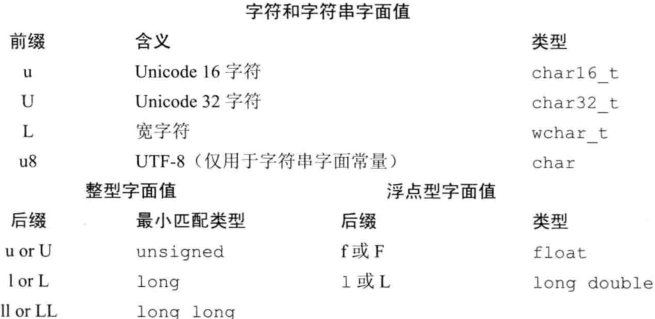 字符和字符串字面值
前缀 含义 类型
u Unicode 16 字符 char16_t
U Unicode 32 字符 char32_t
L 宽字符 wchar_t
u8 UTF-8（仅用于字符串字面常量） char
整型字面值 浮点型字面值
后缀 最小匹配类型 后缀 类型
u or U unsigned f 或 F float
l or L long l 或 L long double
ll or LL long long